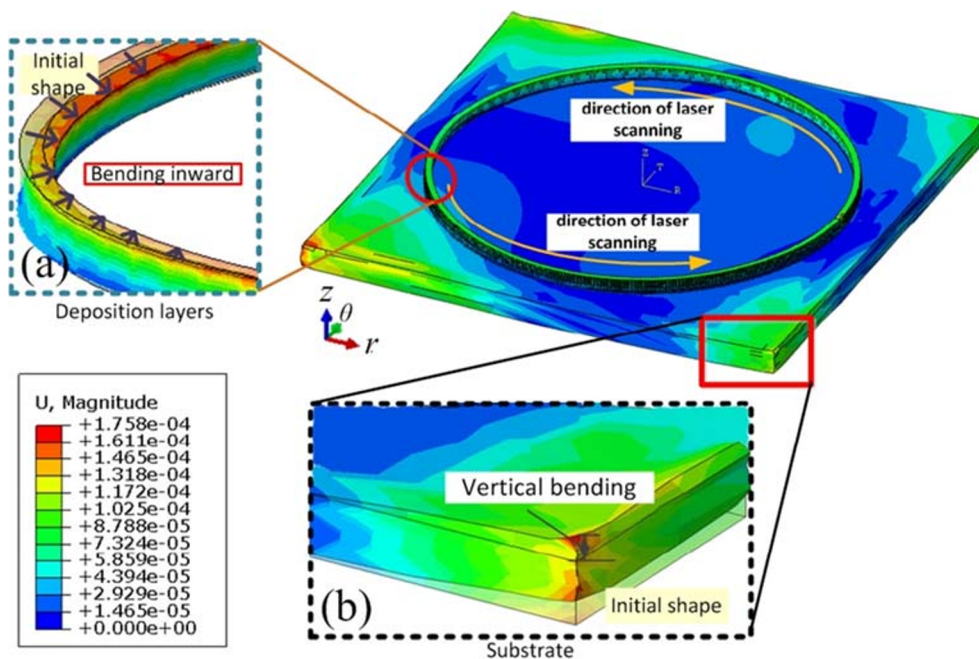 Initial
shape
Bending inward
(a)
Deposition layers
direction of laser
scanning
z
T
R
direction of laser
scanning
z
θ
r
U, Magnitude
+1.758e-04
+1.611e-04
+1.465e-04
+1.318e-04
+1.172e-04
+1.025e-04
+8.788e-05
+7.324e-05
+5.859e-05
+4.394e-05
+2.929e-05
+1.465e-05
+0.000e+00
Vertical bending
(b)
Initial shape
Substrate